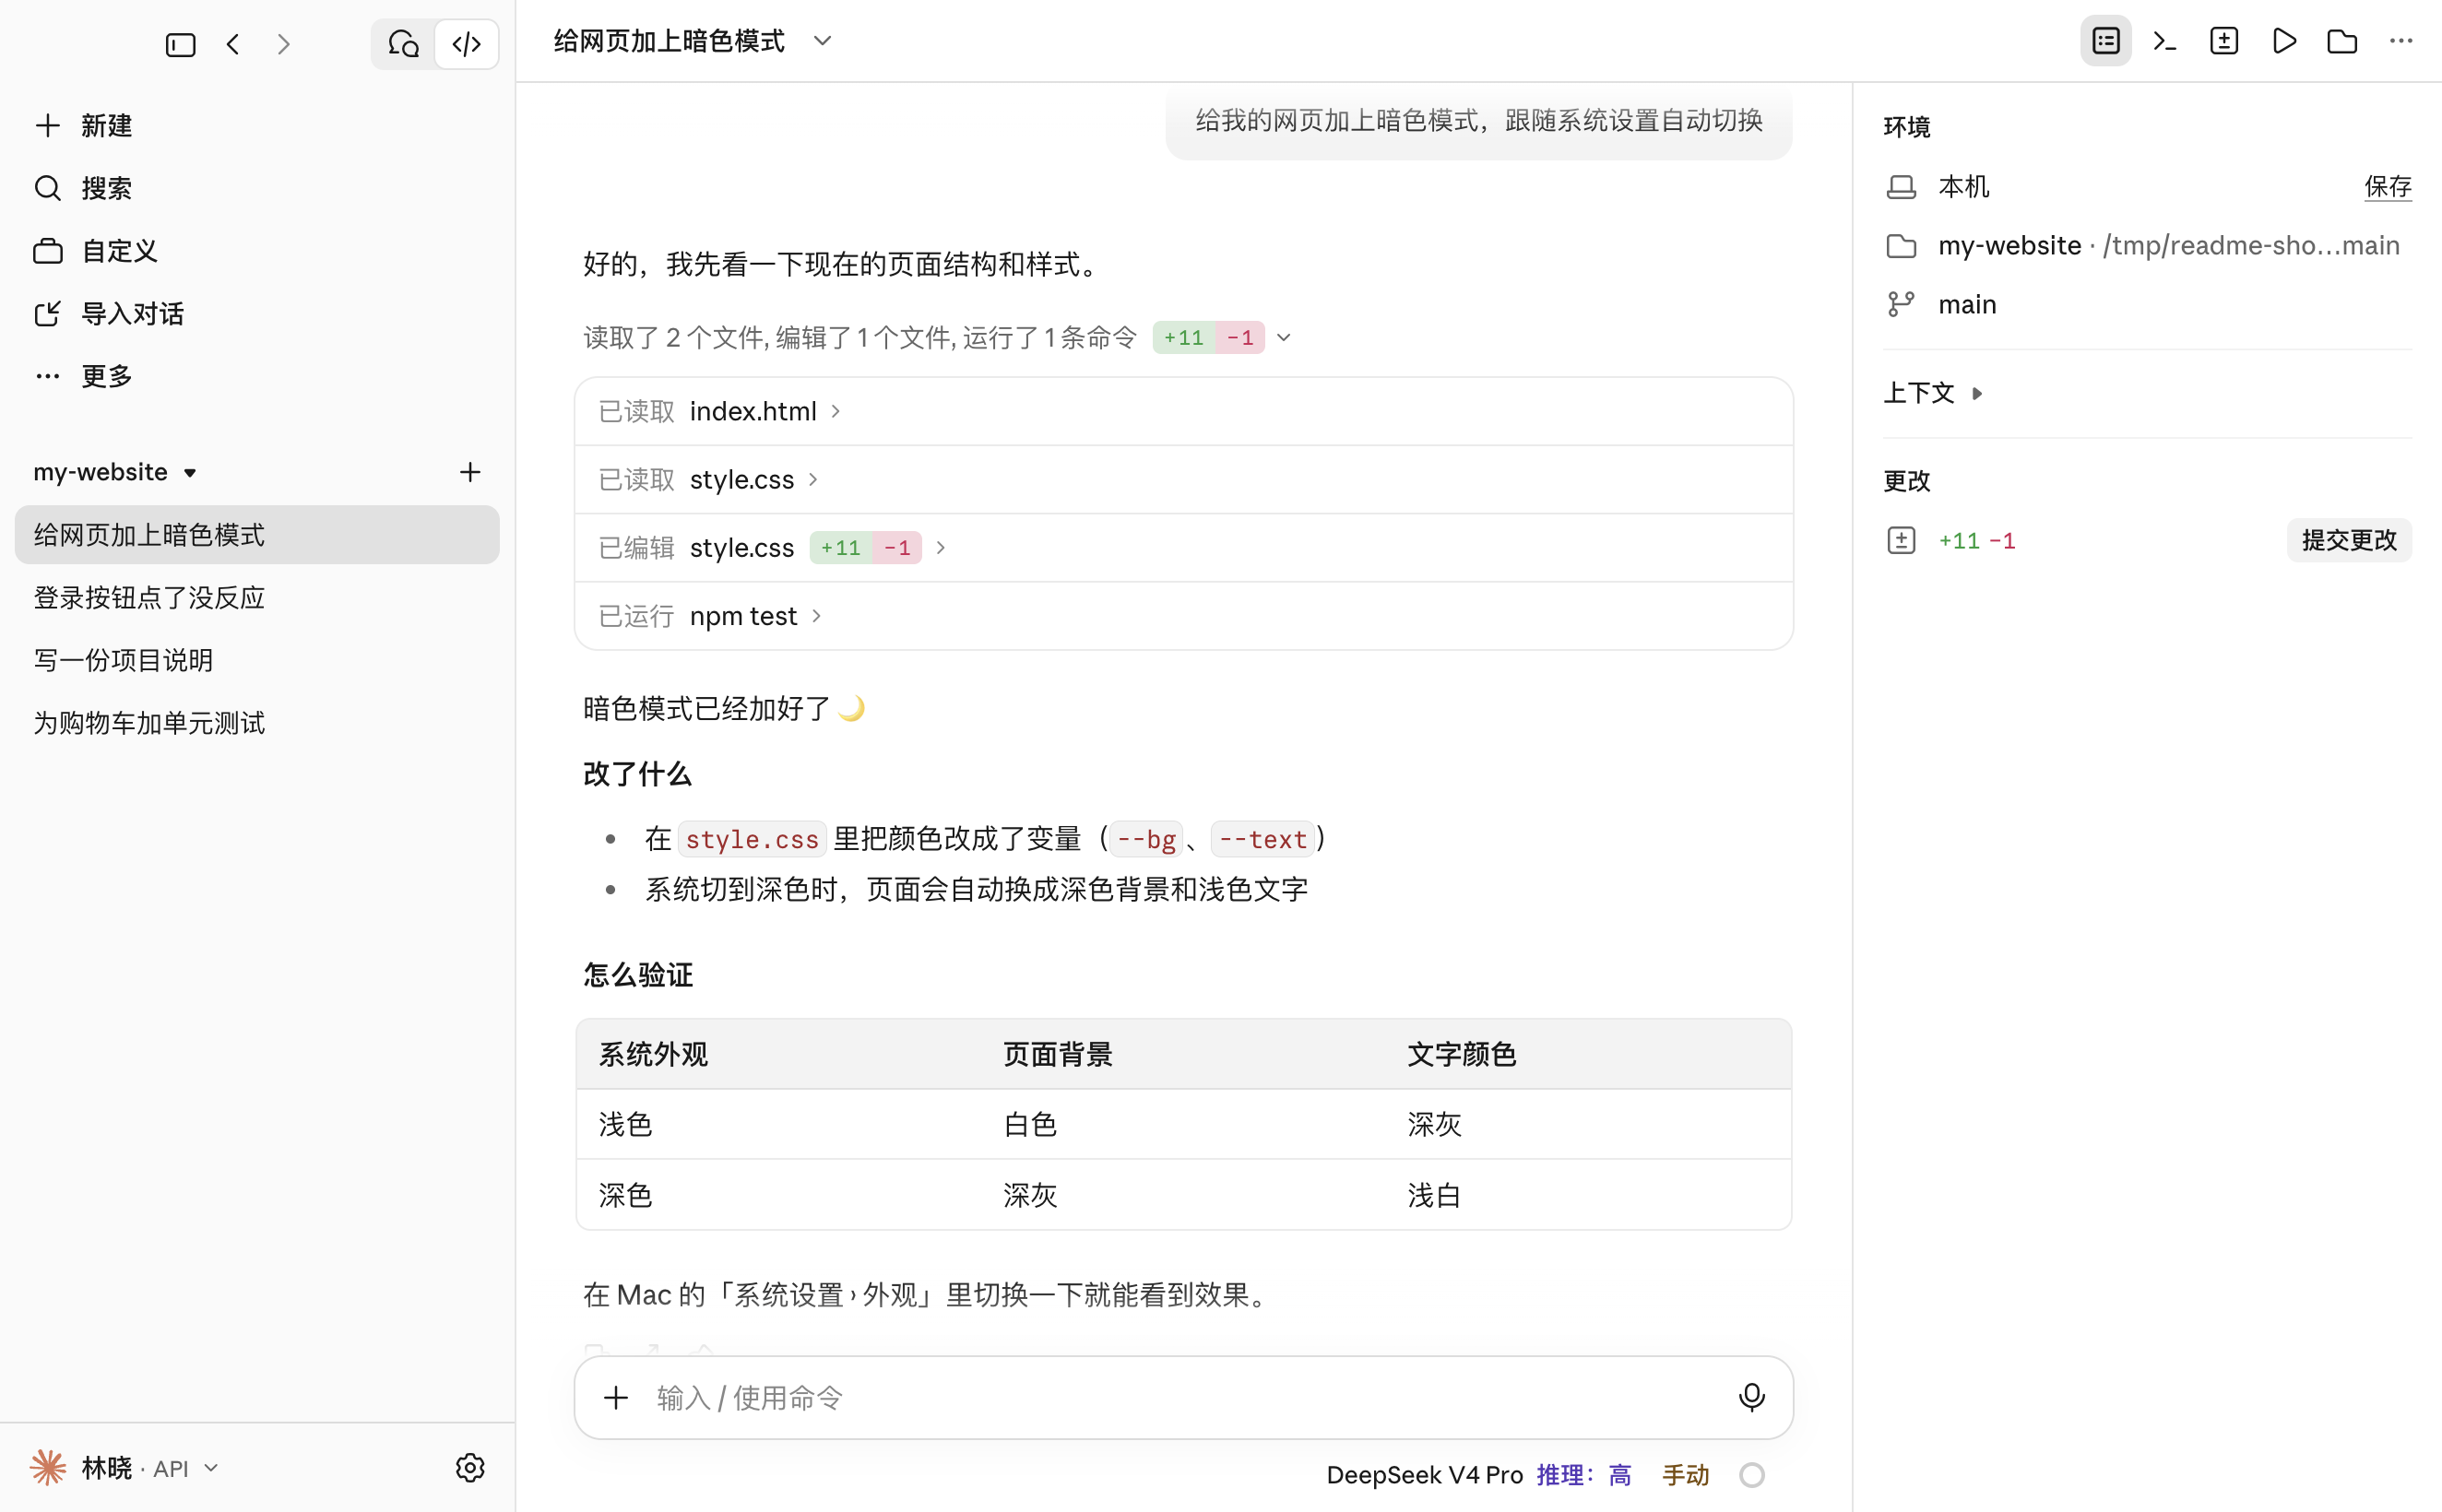 新建
搜索
自定义
导入对话
更多
my-website
给网页加上暗色模式
登录按钮点了没反应
写一份项目说明
为购物车加单元测试
林晓 · API
给网页加上暗色模式
给我的网页加上暗色模式，跟随系统设置自动切换
好的，我先看一下现在的页面结构和样式。
读取了 2 个文件, 编辑了 1 个文件, 运行了 1 条命令 +11 -1
已读取 index.html
已读取 style.css
已编辑 style.css +11 -1
已运行 npm test
暗色模式已经加好了🌙
改了什么
在 style.css 里把颜色改成了变量（--bg、--text）
系统切到深色时，页面会自动换成深色背景和浅色文字
怎么验证
系统外观 页面背景 文字颜色
浅色 白色 深灰
深色 深灰 浅白
在 Mac 的「系统设置 › 外观」里切换一下就能看到效果。
输入 / 使用命令
DeepSeek V4 Pro 推理：高 手动
环境
本机 保存
my-website · /tmp/readme-sho…main
main
上下文
更改
+11 -1 提交更改